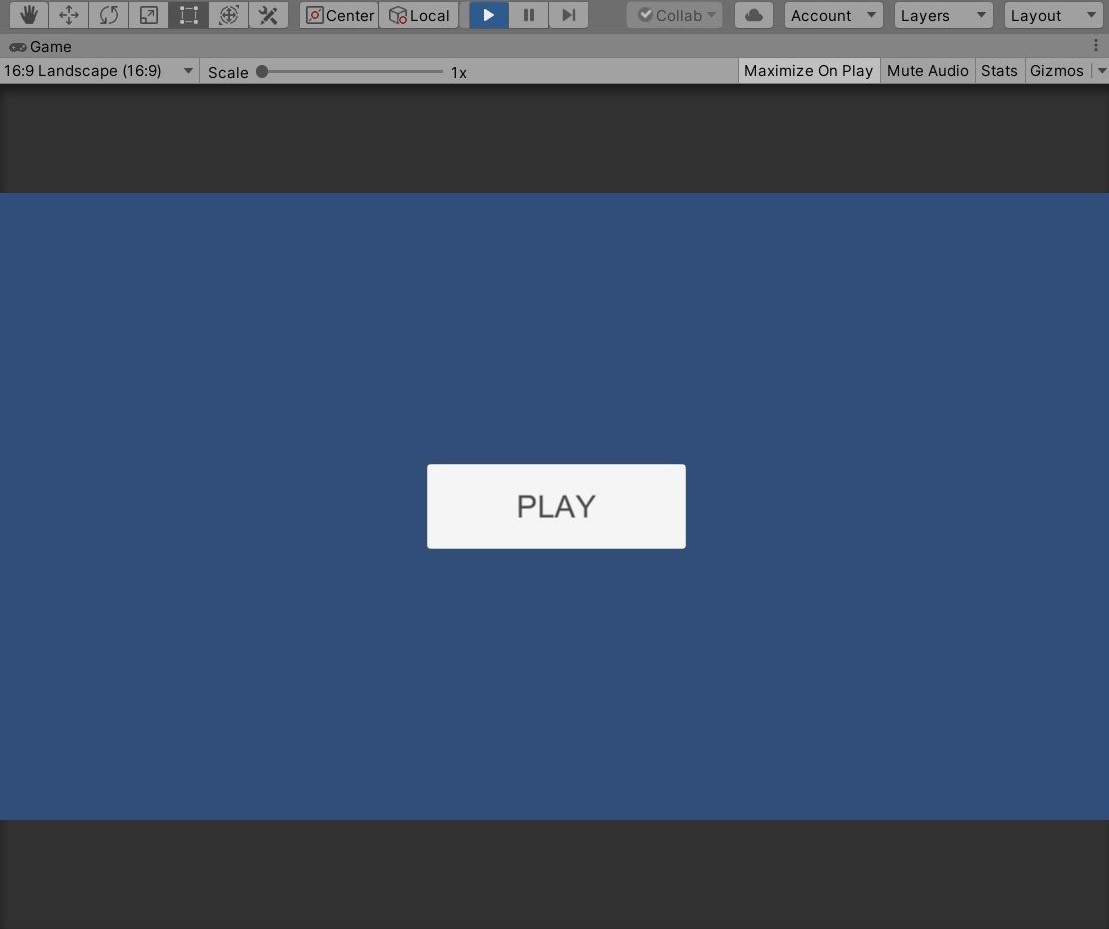 Center Local Collab Account Layers Layout
Game
16:9 Landscape (16:9) Scale 1x Maximize On Play Mute Audio Stats Gizmos
PLAY